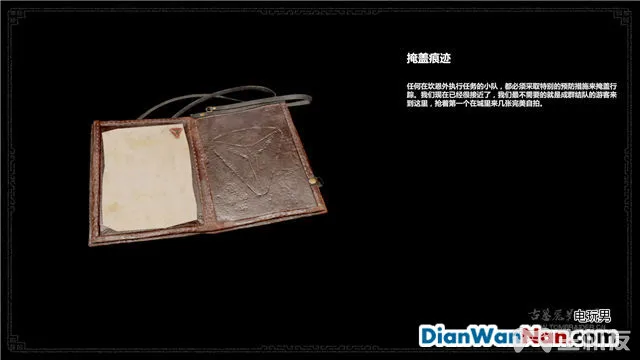 掩盖痕迹
任何在坎恩外执行任务的小队，都必须采取特别的预防措施来掩盖行
踪。我们现在已经很接近了，我们最不需要的就是成群结队的游客来
到这里，抢着第一个在城里来几张完美自拍。
电玩男
DianWanNan.com